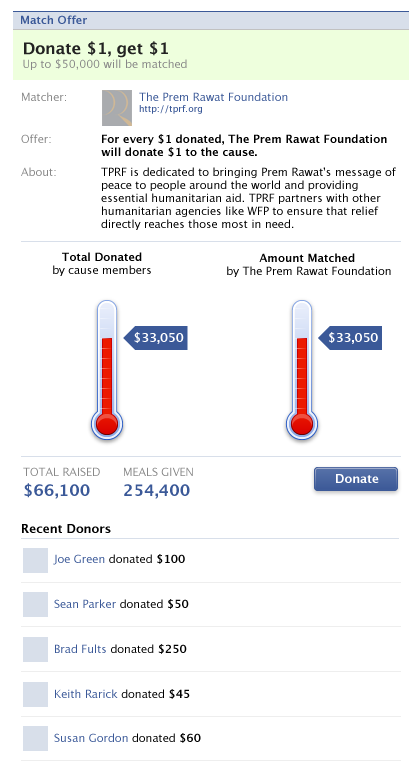 Match Offer
Donate $1, get $1
Up to $50,000 will be matched
Matcher:
The Prem Rawat Foundation
http://tprf.org
Offer:
For every $1 donated, The Prem Rawat Foundation
will donate $1 to the cause.
About:
TPRF is dedicated to bringing Prem Rawat's message of
peace to people around the world and providing
essential humanitarian aid. TPRF partners with other
humanitarian agencies like WFP to ensure that relief
directly reaches those most in need.
Total Donated
by cause members
Amount Matched
by The Prem Rawat Foundation
$33,050
$33,050
TOTAL RAISED
$66,100
MEALS GIVEN
254,400
Donate
Recent Donors
Joe Green donated $100
Sean Parker donated $50
Brad Fults donated $250
Keith Rarick donated $45
Susan Gordon donated $60